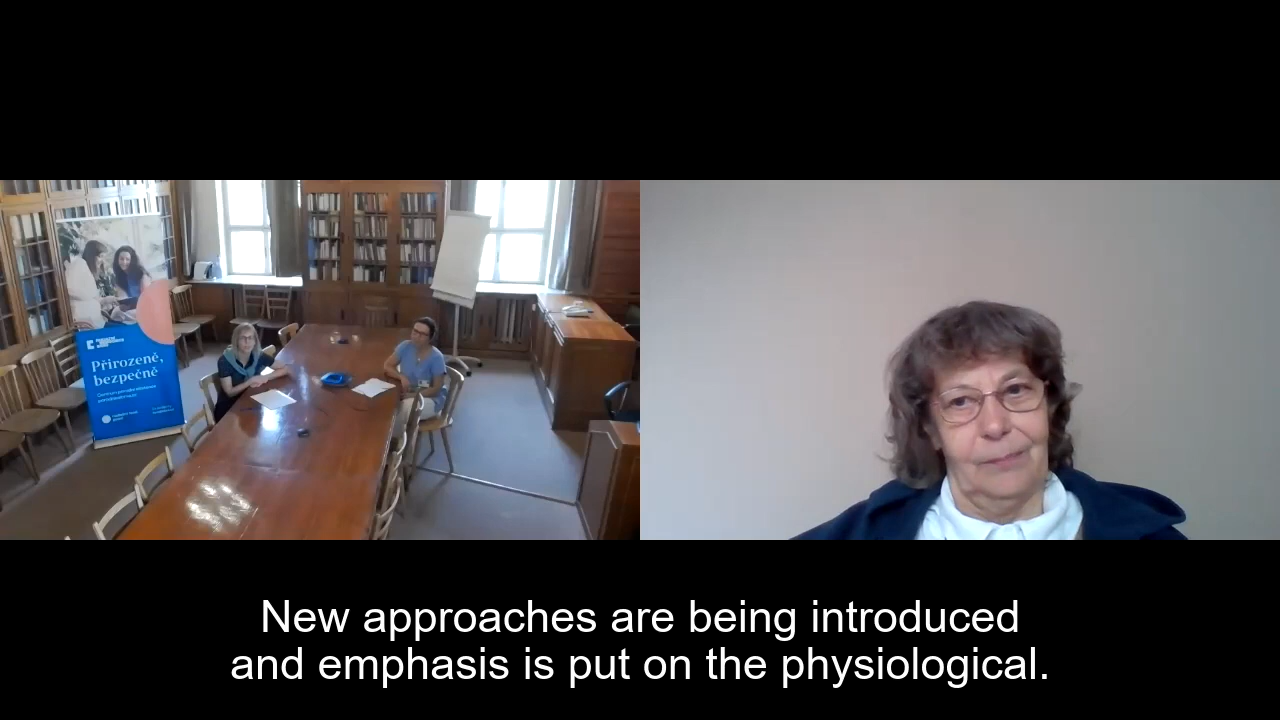 Přirozeně,
bezpečně
New approaches are being introduced
and emphasis is put on the physiological.